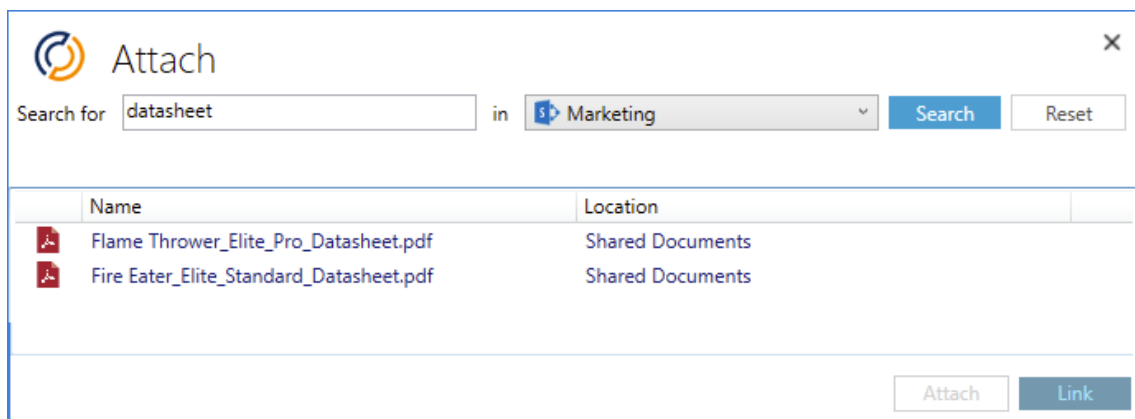 Attach
Search for datasheet in Marketing Search Reset
Name Location
Flame Thrower_Elite_Pro_Datasheet.pdf Shared Documents
Fire Eater_Elite_Standard_Datasheet.pdf Shared Documents
Attach Link